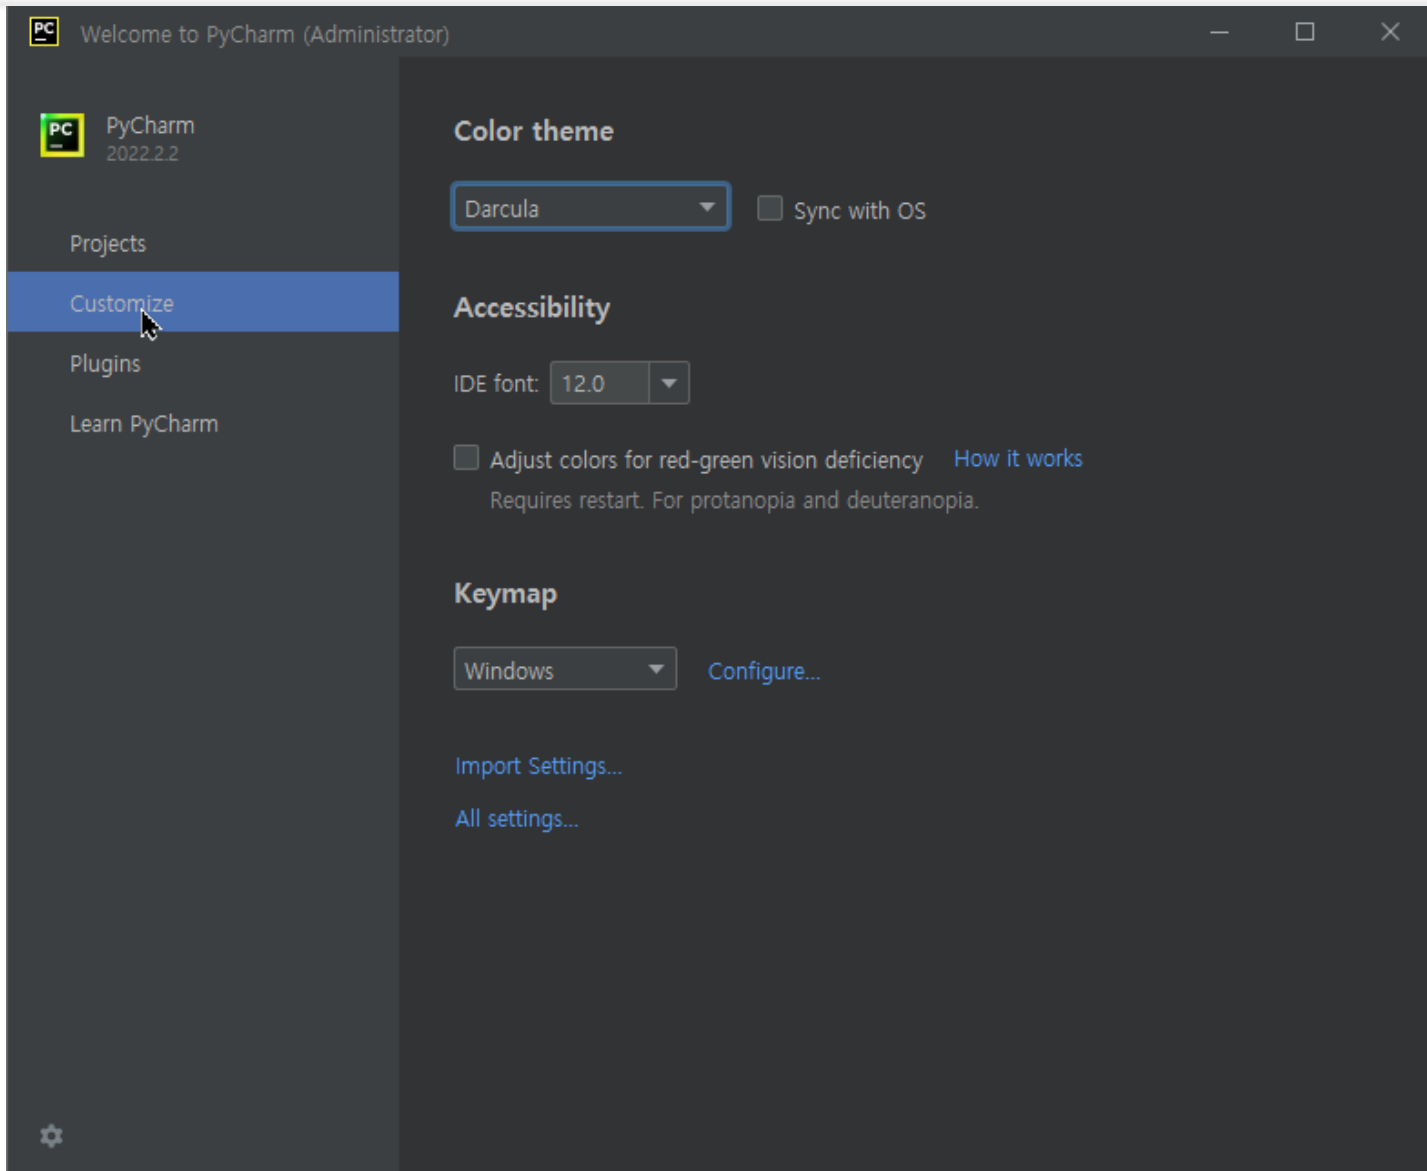 PC Welcome to PyCharm (Administrator)
PC PyCharm
2022.2.2
Projects
Customize
Plugins
Learn PyCharm
Color theme
Darcula Sync with OS
Accessibility
IDE font: 12.0
Adjust colors for red-green vision deficiency How it works
Requires restart. For protanopia and deuteranopia.
Keymap
Windows Configure...
Import Settings...
All settings...